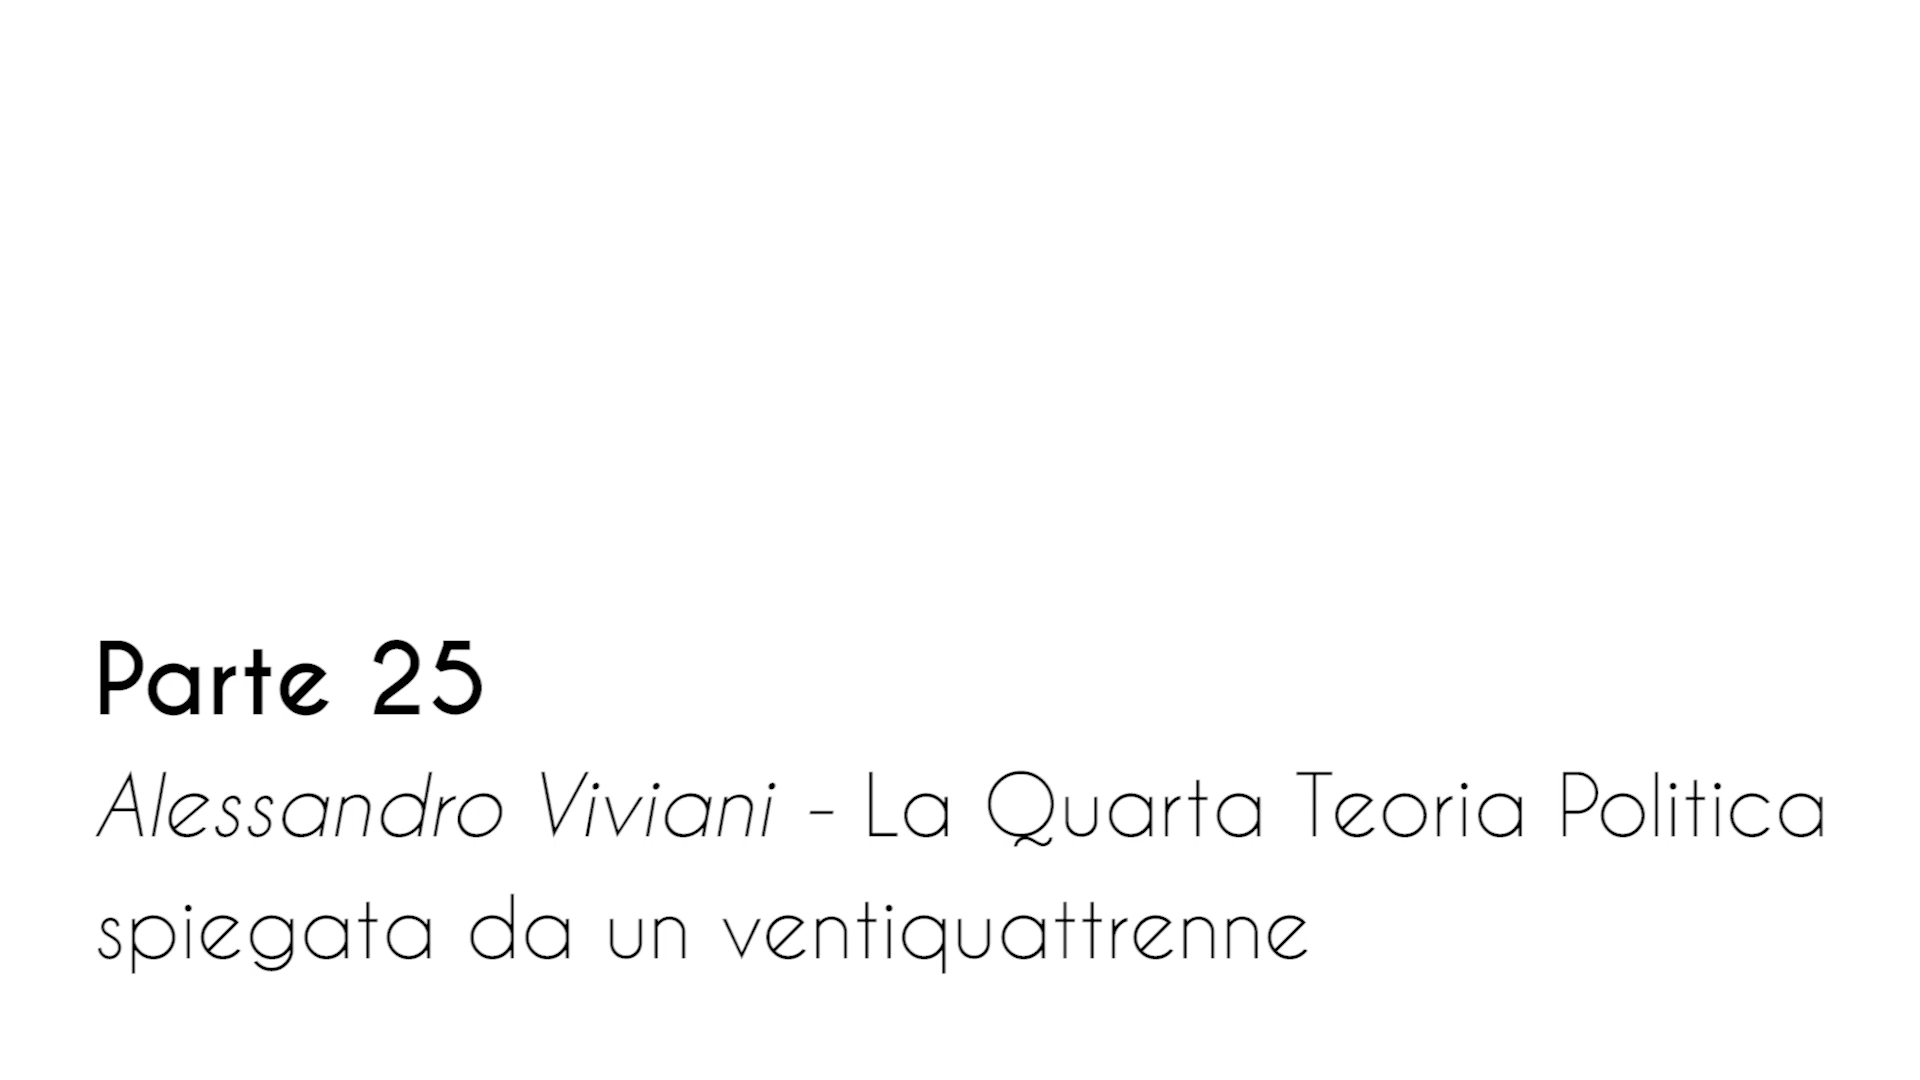 Parte 25
Alessandro Viviani - La Quarta Teoria Politica
spiegata da un ventiquattrenne